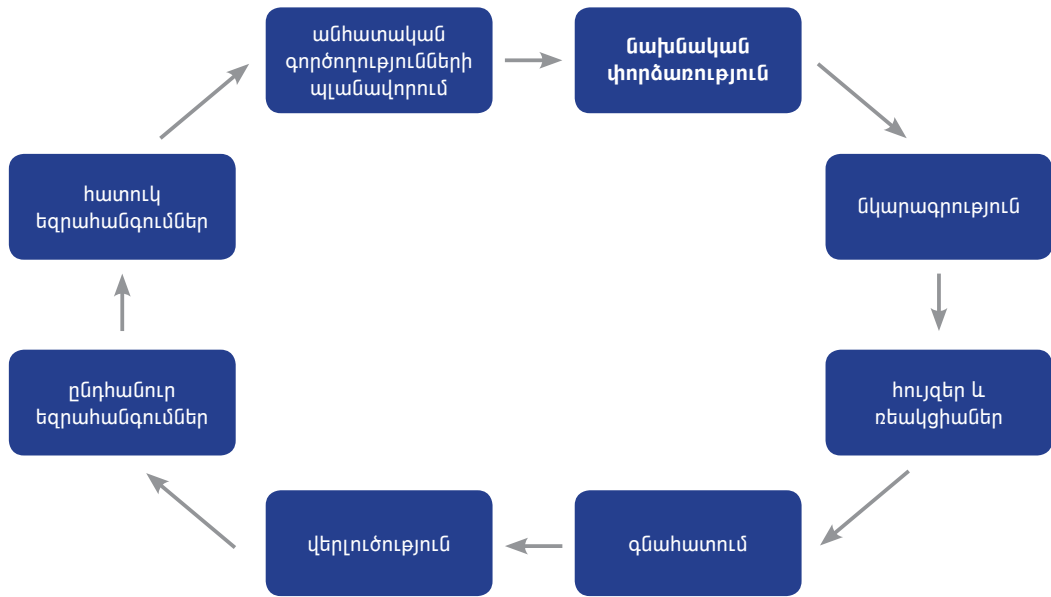 անհատական
գործողությունների
պլանավորում
նախնական
փորձառություն
նկարագրություն
հույզեր և
ռեակցիաներ
գնահատում
վերլուծություն
ընդհանուր
եզրահանգումներ
հատուկ
եզրահանգումներ